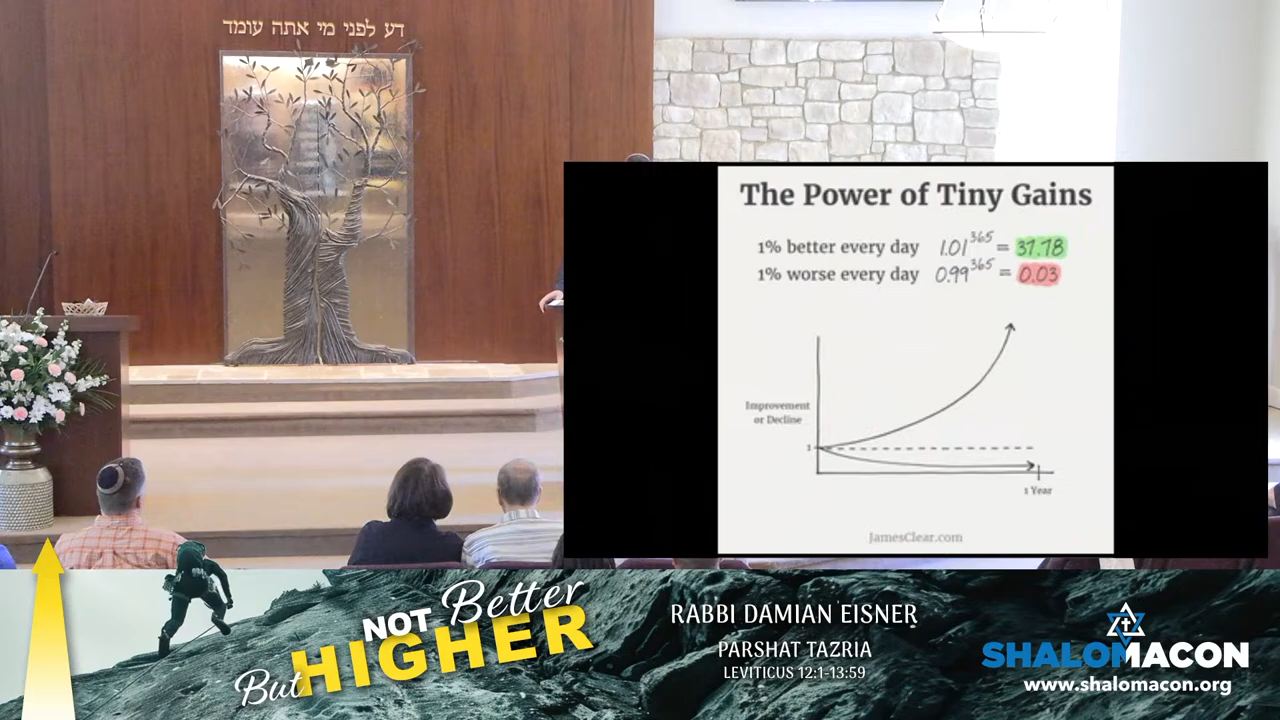 דע לפני מי אתה עומד
The Power of Tiny Gains
1% better every day 1.01^365 = 37.78
1% worse every day 0.99^365 = 0.03
Improvement
or Decline
1
1 Year
JamesClear.com
NOT Better
But HIGHER
RABBI DAMIAN EISNER
PARSHAT TAZRIA
LEVITICUS 12:1-13:59
SHALOMACON
www.shalomacon.org